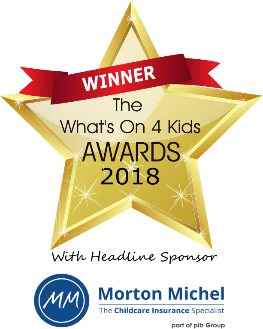 WINNER
The
What's On 4 Kids
AWARDS
2018
With Headline Sponsor
MM
Morton Michel
The Childcare Insurance Specialist
part of pib Group